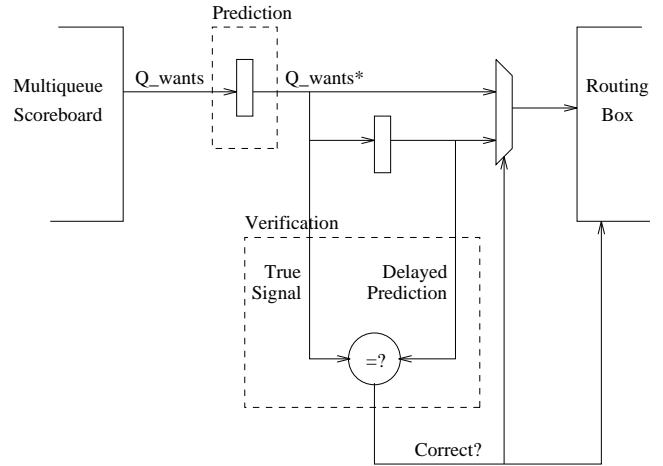 Prediction
Q_wants
Q_wants*
Multiqueue
Scoreboard
Routing
Box
Verification
True
Signal
Delayed
Prediction
=?
Correct?